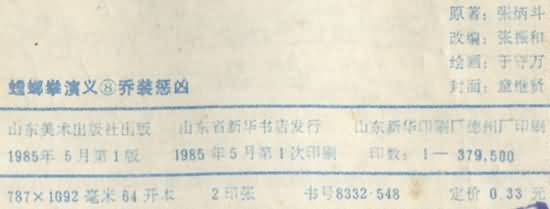 原著：张炳斗
改编：张振和
绘画：于守万
封面：童继贤
螳螂拳演义⑧乔装惩凶
山东美术出版社出版 山东省新华书店发行 山东新华印刷厂德州厂印刷
1985年5月第1版 1985年5月第1次印刷 印数：1—379,500
787×1092毫米64开本 2印张 书号8332·548 定价0.33元